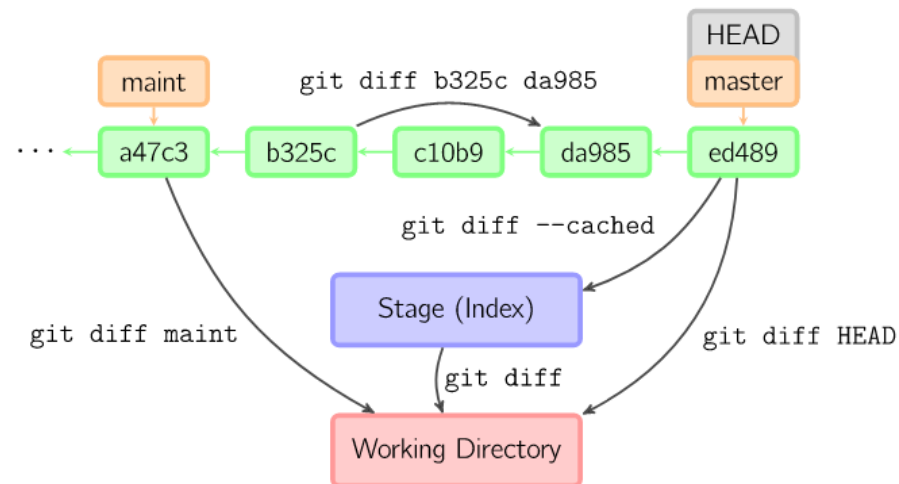 HEAD
maint
git diff b325c da985
master
...
a47c3
b325c
c10b9
da985
ed489
git diff --cached
Stage (Index)
git diff maint
git diff HEAD
git diff
Working Directory